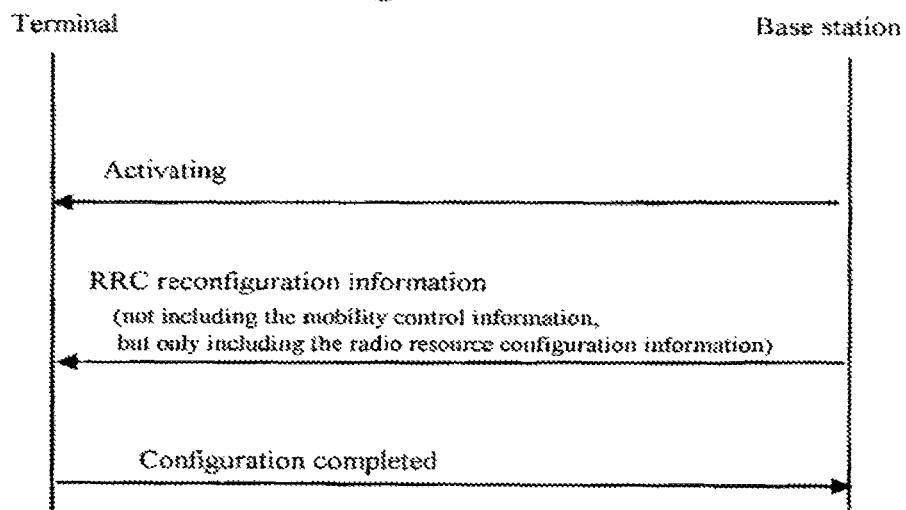 Terminal
Base station
Activating
RRC reconfiguration information
(not including the mobility control information,
but only including the radio resource configuration information)
Configuration completed